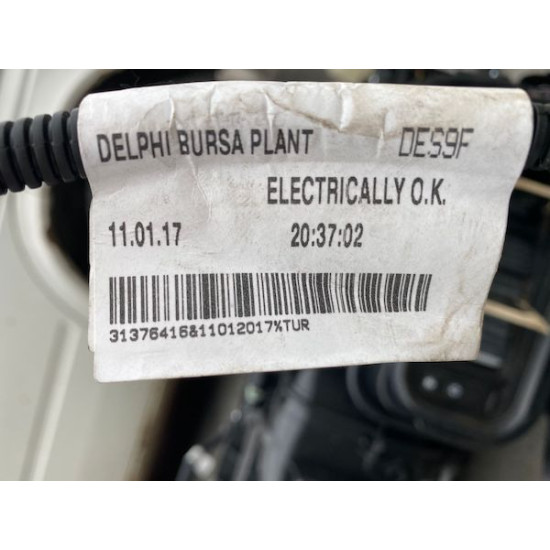 DELPHI BURSA PLANT DES9F
ELECTRICALLY O.K.
11.01.17 20:37:02
31376416&11012017%TUR